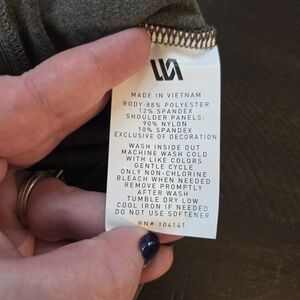 MADE IN VIETNAM
BODY: 88% POLYESTER
12% SPANDEX
SHOULDER PANELS:
90% NYLON
10% SPANDEX
EXCLUSIVE OF DECORATION
WASH INSIDE OUT
MACHINE WASH COLD
WITH LIKE COLORS
GENTLE CYCLE
ONLY NON-CHLORINE
BLEACH WHEN NEEDED
REMOVE PROMPTLY
AFTER WASH
TUMBLE DRY LOW
COOL IRON IF NEEDED
DO NOT USE SOFTENER.
RN# 104141